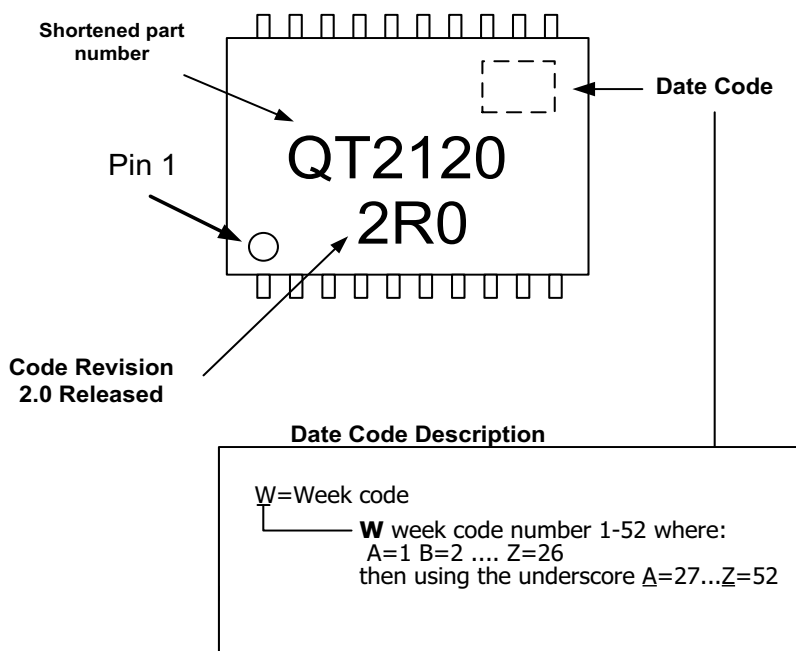 Shortened part
number
Date Code
QT2120
Pin 1
2R0
Code Revision
2.0 Released
Date Code Description
W=Week code
W week code number 1-52 where:
A=1 B=2 .... Z=26
then using the underscore A=27...Z=52